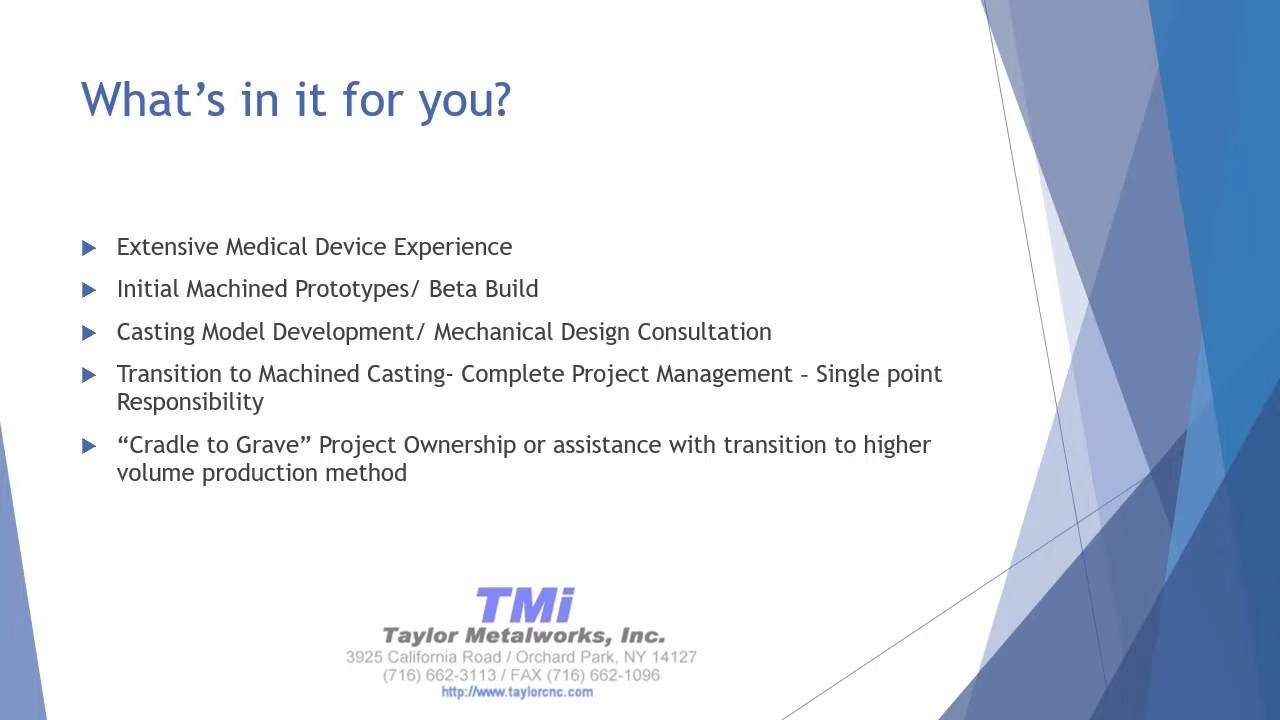 What’s in it for you?
Extensive Medical Device Experience
Initial Machined Prototypes/ Beta Build
Casting Model Development/ Mechanical Design Consultation
Transition to Machined Casting- Complete Project Management – Single point
Responsibility
“Cradle to Grave” Project Ownership or assistance with transition to higher
volume production method
TMi
Taylor Metalworks, Inc.
3925 California Road / Orchard Park, NY 14127
(716) 662-3113 / FAX (716) 662-1096
http://www.taylorcnc.com